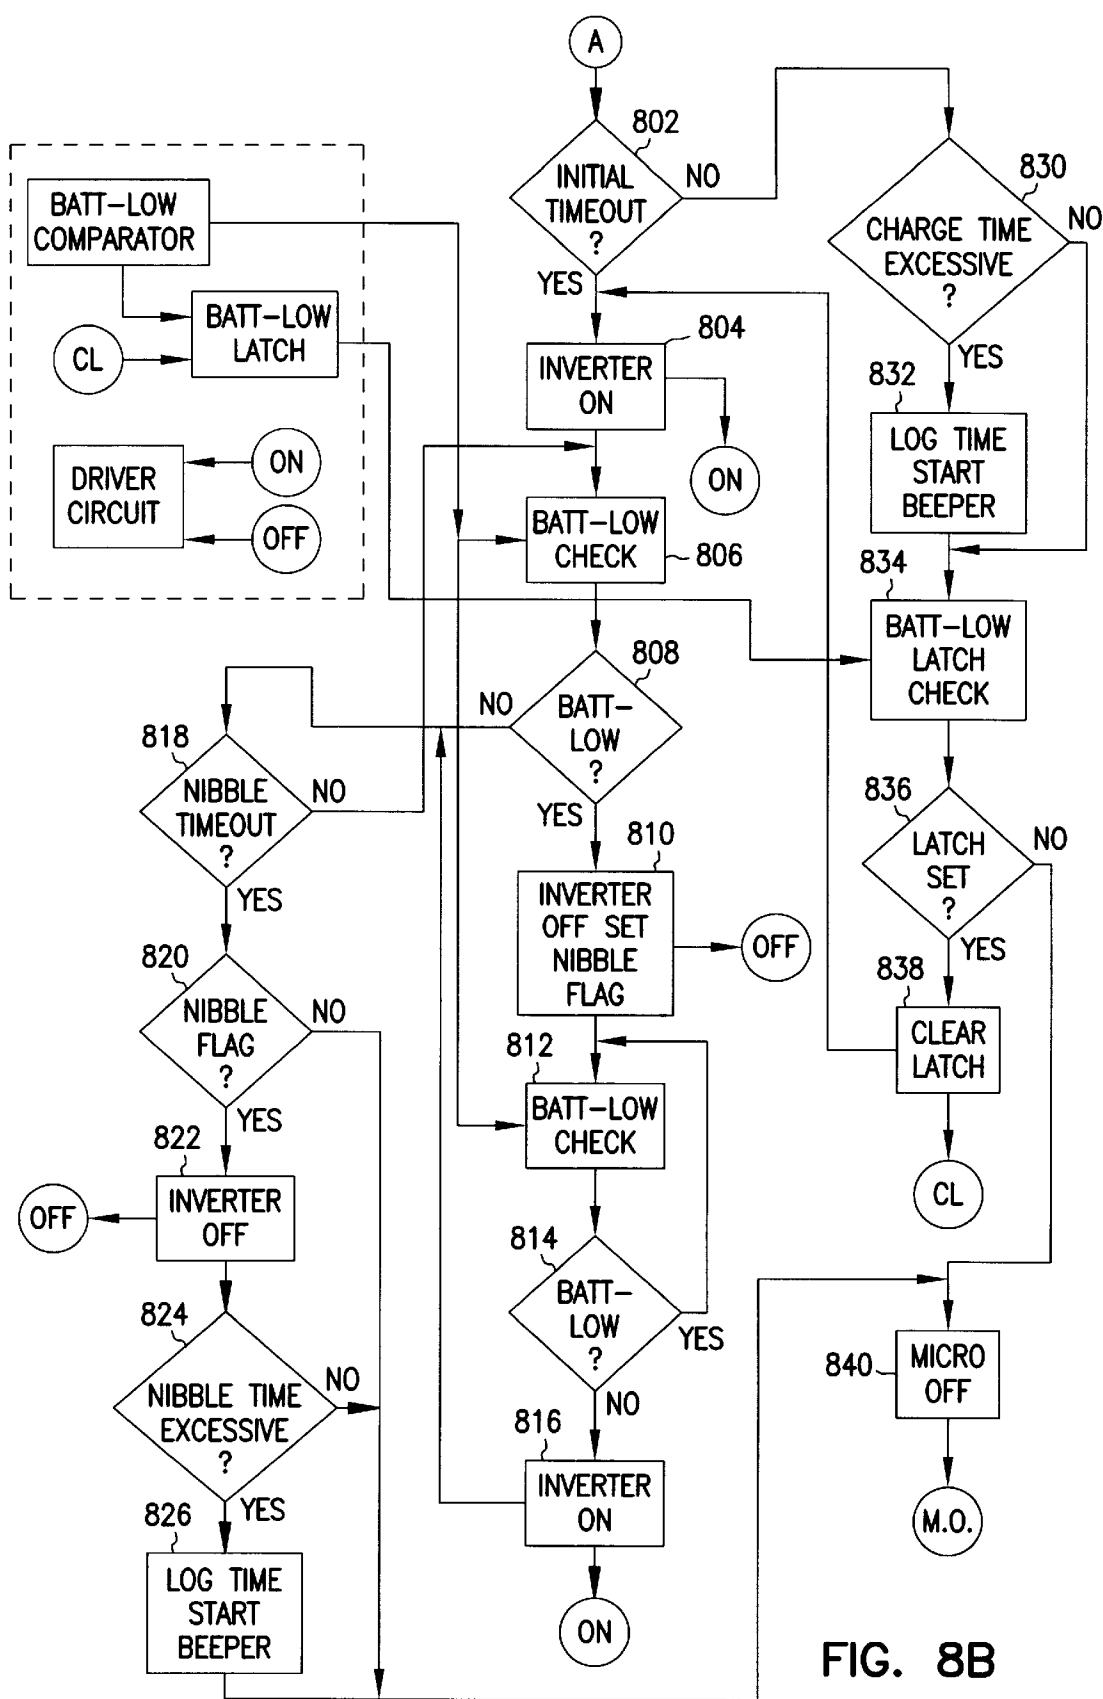 A
802
INITIAL
TIMEOUT
?
NO
YES
830
CHARGE TIME
EXCESSIVE
?
NO
YES
BATT-LOW
COMPARATOR
BATT-LOW
LATCH
CL
DRIVER
CIRCUIT
ON
OFF
804
INVERTER
ON
ON
832
LOG TIME
START
BEEPER
BATT-LOW
CHECK
806
834
BATT-LOW
LATCH
CHECK
808
BATT-
LOW
?
NO
YES
818
NIBBLE
TIMEOUT
?
NO
YES
836
LATCH
SET
?
NO
YES
810
INVERTER
OFF SET
NIBBLE
FLAG
OFF
820
NIBBLE
FLAG
?
NO
YES
838
CLEAR
LATCH
CL
812
BATT-LOW
CHECK
822
INVERTER
OFF
OFF
814
BATT-
LOW
?
YES
NO
824
NIBBLE TIME
EXCESSIVE
?
NO
YES
840
MICRO
OFF
M.O.
816
INVERTER
ON
ON
826
LOG TIME
START
BEEPER
FIG. 8B